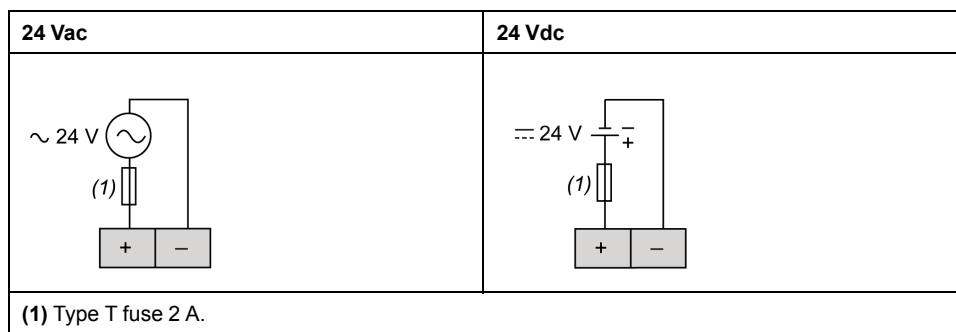 24 Vac
24 Vdc
∼ 24 V
(1)
+ –
⎓ 24 V
–
+
(1)
+ –
(1) Type T fuse 2 A.